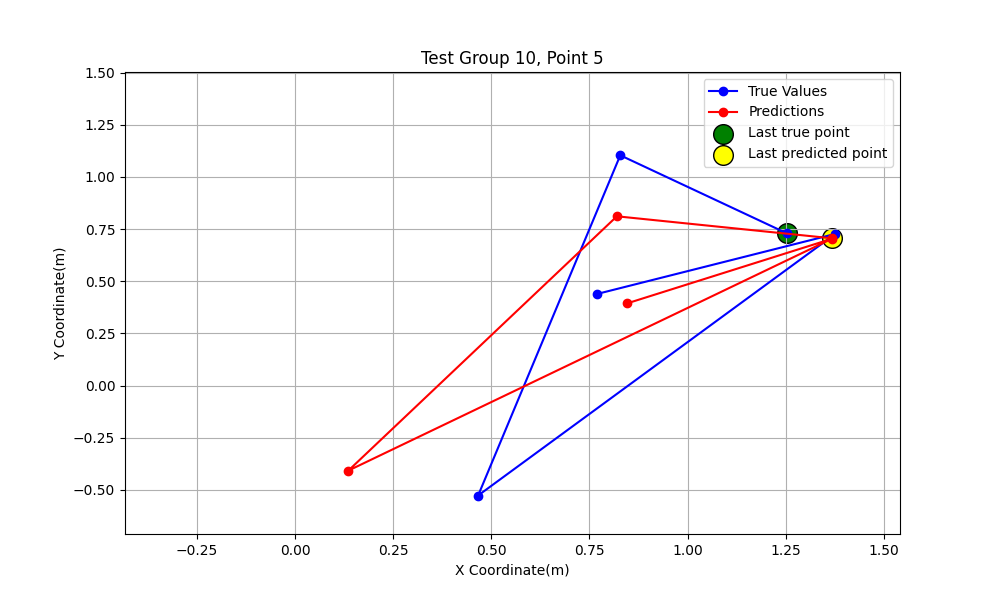 Test Group 10, Point 5
True Values
Predictions
Last true point
Last predicted point
Y Coordinate(m)
1.50
1.25
1.00
0.75
0.50
0.25
0.00
−0.25
−0.50
−0.25
0.00
0.25
0.50
0.75
1.00
1.25
1.50
X Coordinate(m)